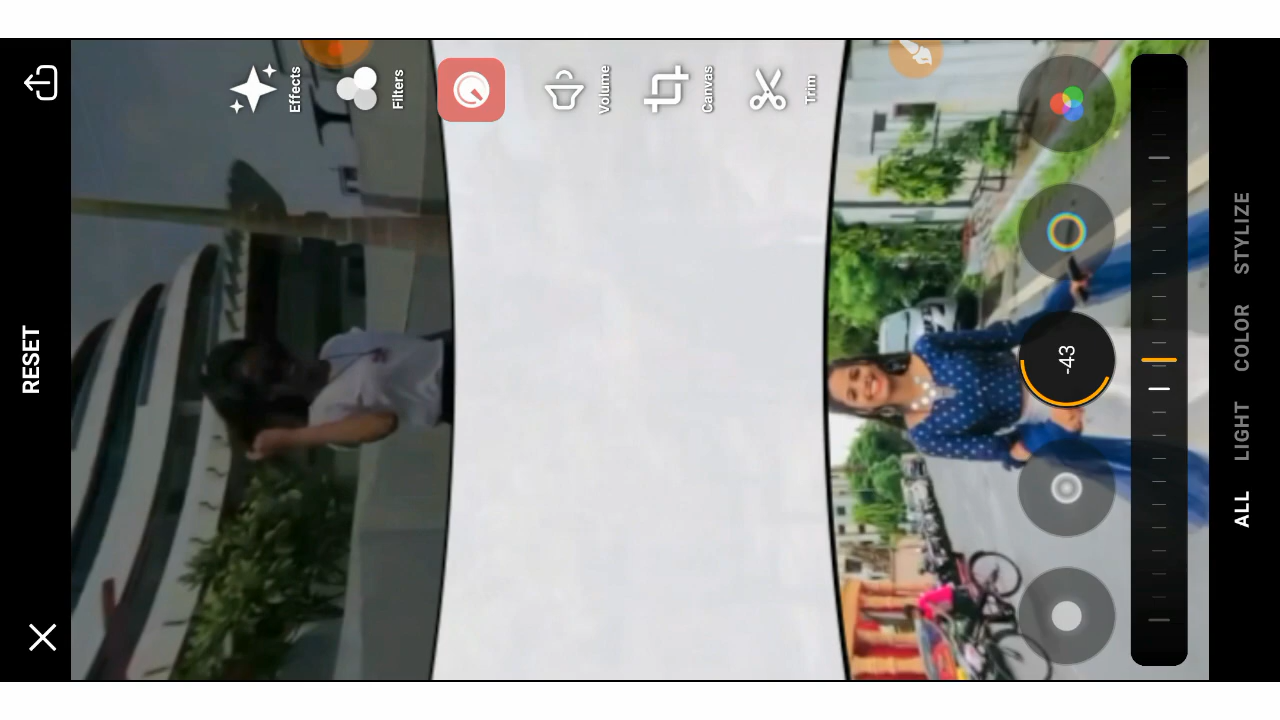 RESET
Effects
Filters
Volume
Canvas
Trim
-43
ALL
LIGHT
COLOR
STYLIZE